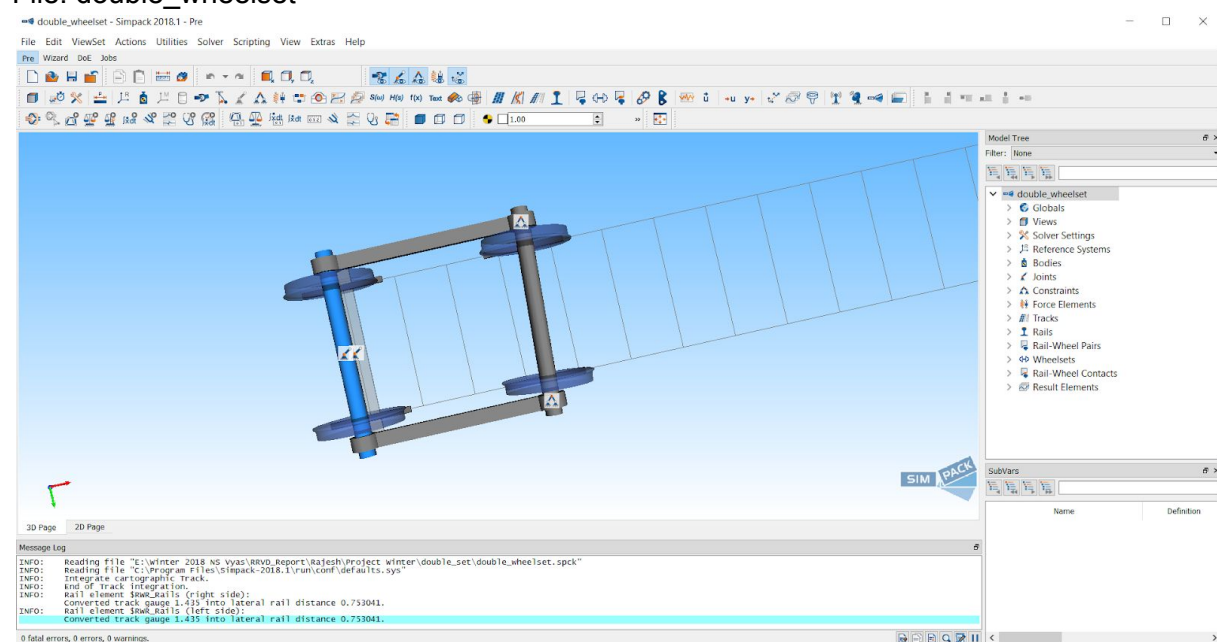 File: double_wheelset
double_wheelset - Simpack 2018.1 - Pre
File Edit ViewSet Actions Utilities Solver Scripting View Extras Help
Pre Wizard DoE Jobs
S(ω) H(s) f(x) Text
1.00
Model Tree
Filter: None
double_wheelset
Globals
Views
Solver Settings
Reference Systems
Bodies
Joints
Constraints
Force Elements
Tracks
Rails
Rail-Wheel Pairs
Wheelsets
Rail-Wheel Contacts
Result Elements
SIMPACK
SubVars
Name Definition
3D Page 2D Page
Message Log
INFO: Reading file "E:\Winter 2018 NS Vyas\RRVD_Report\Rajesh\Project Winter\double_set\double_wheelset.spck"
INFO: Reading file "C:\Program Files\Simpack-2018.1\run\conf\defaults.sys"
INFO: Integrate cartographic Track.
INFO: End of Track integration.
INFO: Rail element $RWR_Rails (right side):
Converted track gauge 1.435 into lateral rail distance 0.753041.
INFO: Rail element $RWR_Rails (left side):
Converted track gauge 1.435 into lateral rail distance 0.753041.
0 fatal errors, 0 errors, 0 warnings.